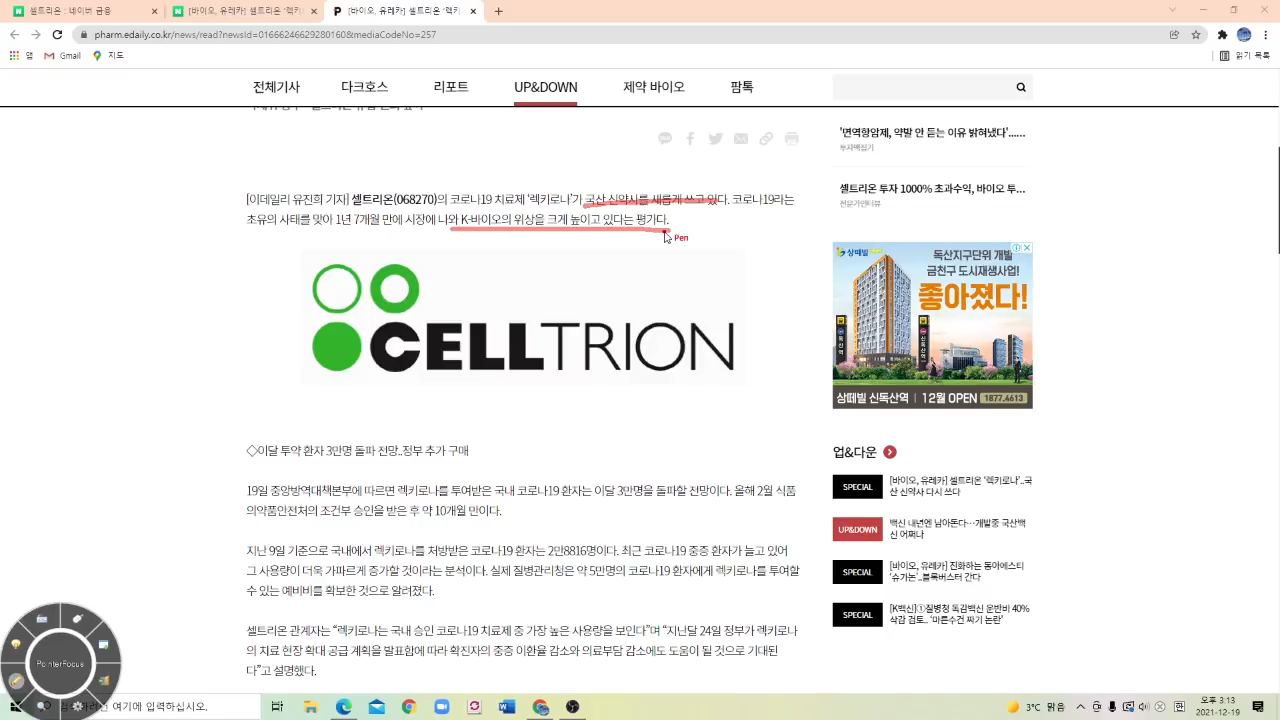 셀트리온 : 네이버 금융
[바이오, 유레카] 셀트리온 '렉키
[바이오, 유레카] 셀트리온 '렉키
pharm.edaily.co.kr/news/read?newsId=01666246629280160&mediaCodeNo=257
앱 Gmail 지도
읽기 목록
전체기사 다크호스 리포트 UP&DOWN 제약 바이오 팜톡
'면역항암제, 약발 안 듣는 이유 밝혀냈다'......
투자백점기
셀트리온 투자 1000% 초과수익, 바이오 투...
전문가인터뷰
[이데일리 유진희 기자] 셀트리온(068270)의 코로나19 치료제 '렉키로나'가 국산 신약사를 새롭게 쓰고 있다. 코로나19라는
초유의 사태를 맞아 1년 7개월 만에 시장에 나와 K-바이오의 위상을 크게 높이고 있다는 평가다.
Pen
CELLTRION
상떼빌
독산지구단위 개발
금천구 도시재생사업!
좋아졌다!
독산역
신독산역
상떼빌 신독산역 | 12월 OPEN 1877.4613
◇이달 투약 환자 3만명 돌파 전망..정부 추가 구매
19일 중앙방역대책본부에 따르면 렉키로나를 투여받은 국내 코로나19 환자는 이달 3만명을 돌파할 전망이다. 올해 2월 식품
의약품안전처의 조건부 승인을 받은 후 약 10개월 만이다.
지난 9일 기준으로 국내에서 렉키로나를 처방받은 코로나19 환자는 2만8816명이다. 최근 코로나19 중증 환자가 늘고 있어
그 사용량이 더욱 가파르게 증가할 것이라는 분석이다. 실제 질병관리청은 약 5만명의 코로나19 환자에게 렉키로나를 투여할
수 있는 예비비를 확보한 것으로 알려졌다.
셀트리온 관계자는 "렉키로나는 국내 승인 코로나19 치료제 중 가장 높은 사용량을 보인다"며 "지난달 24일 정부가 렉키로나
의 치료 현장 확대 공급 계획을 발표함에 따라 확진자의 중증 이환율 감소와 의료부담 감소에도 도움이 될 것으로 기대된
다"고 설명했다.
업&다운
SPECIAL [바이오, 유레카] 셀트리온 '렉키로나'..국
산 신약사 다시 쓰다
UP&DOWN 백신 내년엔 남아돈다…개발중 국산백
신 어쩌나
SPECIAL [바이오, 유레카] 진화하는 동아에스티
'슈가논'..블록버스터 간다
SPECIAL [K백신]①질병청 독감백신 운반비 40%
삭감 검토.. '마른수건 짜기 논란'
PointerFocus
여기에 입력하십시오.
3°C 맑음
한
오후 3:13
2021-12-19